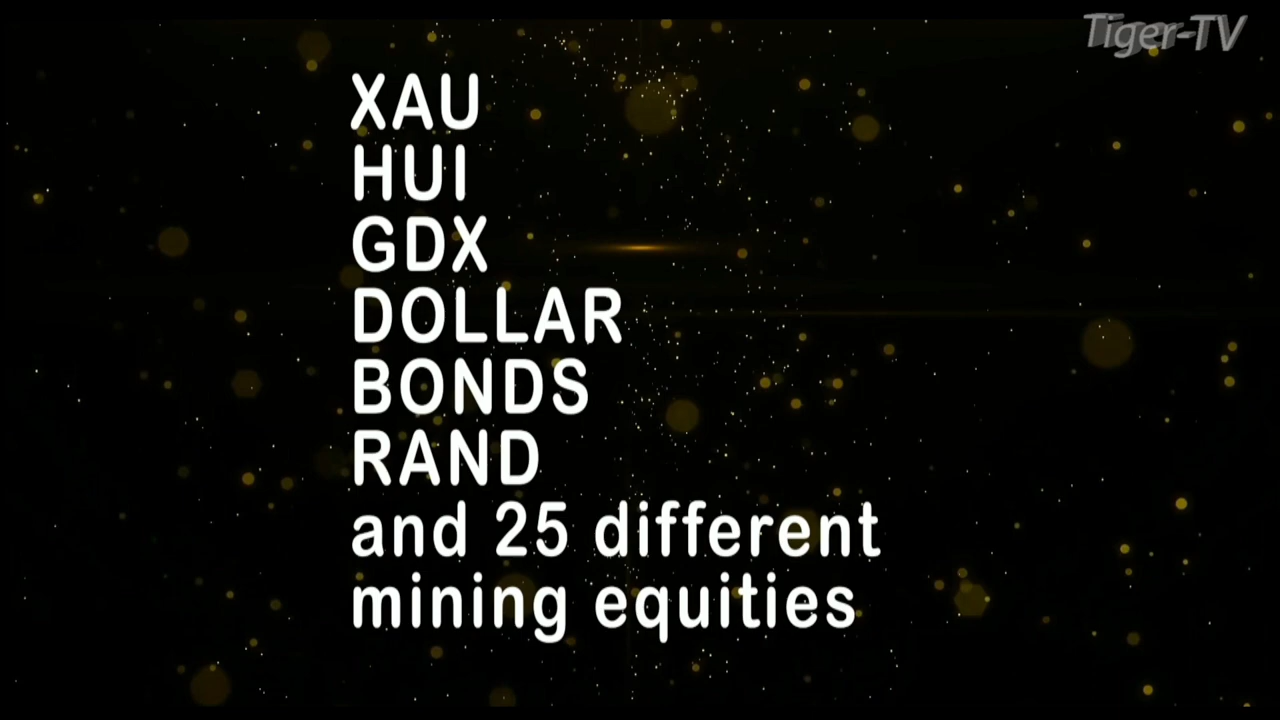 Tiger-TV
XAU
HUI
GDX
DOLLAR
BONDS
RAND
and 25 different
mining equities